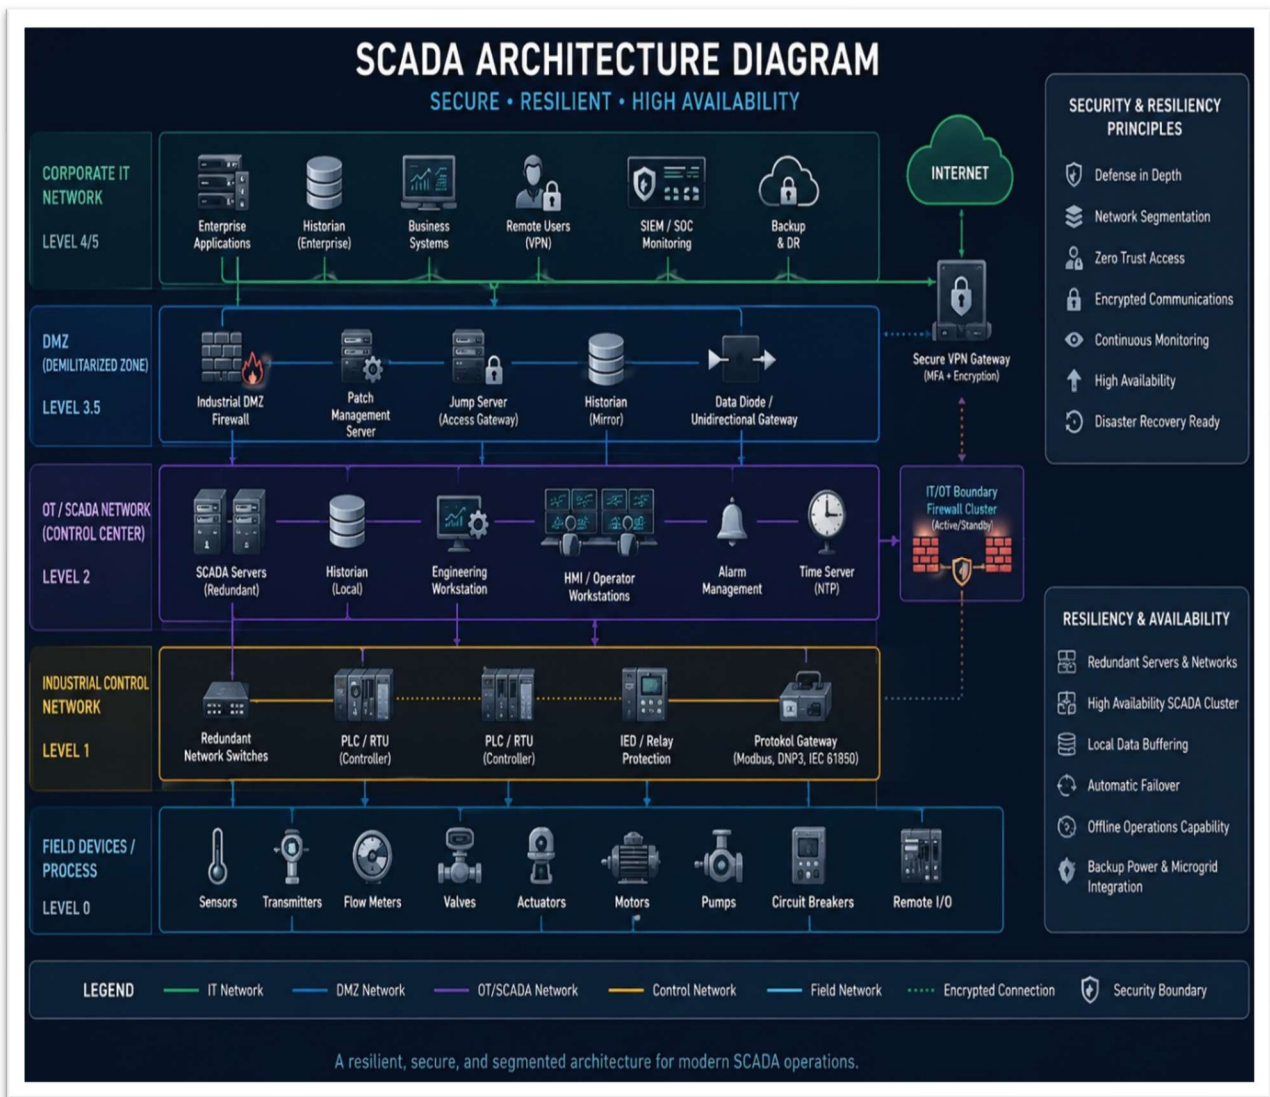 SCADA ARCHITECTURE DIAGRAM
SECURE • RESILIENT • HIGH AVAILABILITY
CORPORATE IT
NETWORK
LEVEL 4/5
Enterprise
Applications
Historian
(Enterprise)
Business
Systems
Remote Users
(VPN)
SIEM / SOC
Monitoring
Backup
& DR
INTERNET
Secure VPN Gateway
(MFA + Encryption)
DMZ
(DEMILITARIZED ZONE)
LEVEL 3.5
Industrial DMZ
Firewall
Patch
Management
Server
Jump Server
(Access Gateway)
Historian
(Mirror)
Data Diode /
Unidirectional Gateway
OT / SCADA NETWORK
(CONTROL CENTER)
LEVEL 2
SCADA Servers
(Redundant)
Historian
(Local)
Engineering
Workstation
HMI / Operator
Workstations
Alarm
Management
Time Server
(NTP)
IT/OT Boundary
Firewall Cluster
(Active/Standby)
INDUSTRIAL CONTROL
NETWORK
LEVEL 1
Redundant
Network Switches
PLC / RTU
(Controller)
PLC / RTU
(Controller)
IED / Relay
Protection
Protokol Gateway
(Modbus, DNP3, IEC 61850)
FIELD DEVICES /
PROCESS
LEVEL 0
Sensors
Transmitters
Flow Meters
Valves
Actuators
Motors
Pumps
Circuit Breakers
Remote I/O
SECURITY & RESILIENCY
PRINCIPLES
Defense in Depth
Network Segmentation
Zero Trust Access
Encrypted Communications
Continuous Monitoring
High Availability
Disaster Recovery Ready
RESILIENCY & AVAILABILITY
Redundant Servers & Networks
High Availability SCADA Cluster
Local Data Buffering
Automatic Failover
Offline Operations Capability
Backup Power & Microgrid
Integration
LEGEND
IT Network
DMZ Network
OT/SCADA Network
Control Network
Field Network
Encrypted Connection
Security Boundary
A resilient, secure, and segmented architecture for modern SCADA operations.